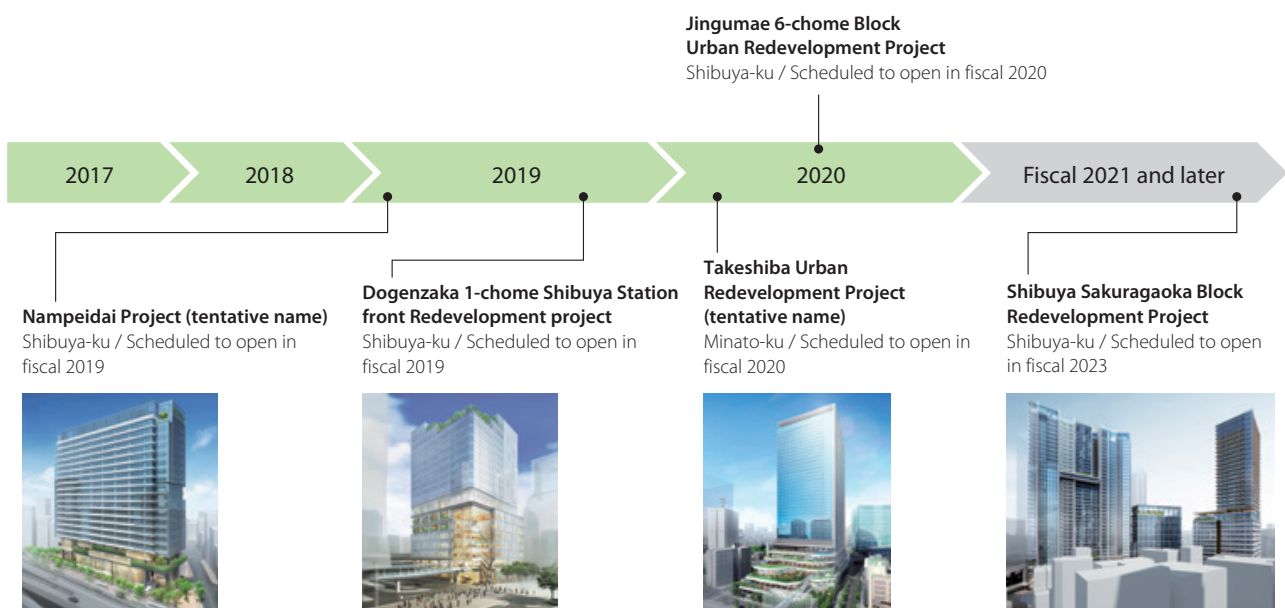 Jingumae 6-chome Block
Urban Redevelopment Project
Shibuya-ku / Scheduled to open in fiscal 2020
2017
2018
2019
2020
Fiscal 2021 and later
Nampeidai Project (tentative name)
Shibuya-ku / Scheduled to open in
fiscal 2019
Dogenzaka 1-chome Shibuya Station
front Redevelopment project
Shibuya-ku / Scheduled to open in
fiscal 2019
Takeshiba Urban
Redevelopment Project
(tentative name)
Minato-ku / Scheduled to open in
fiscal 2020
Shibuya Sakuragaoka Block
Redevelopment Project
Shibuya-ku / Scheduled to open
in fiscal 2023